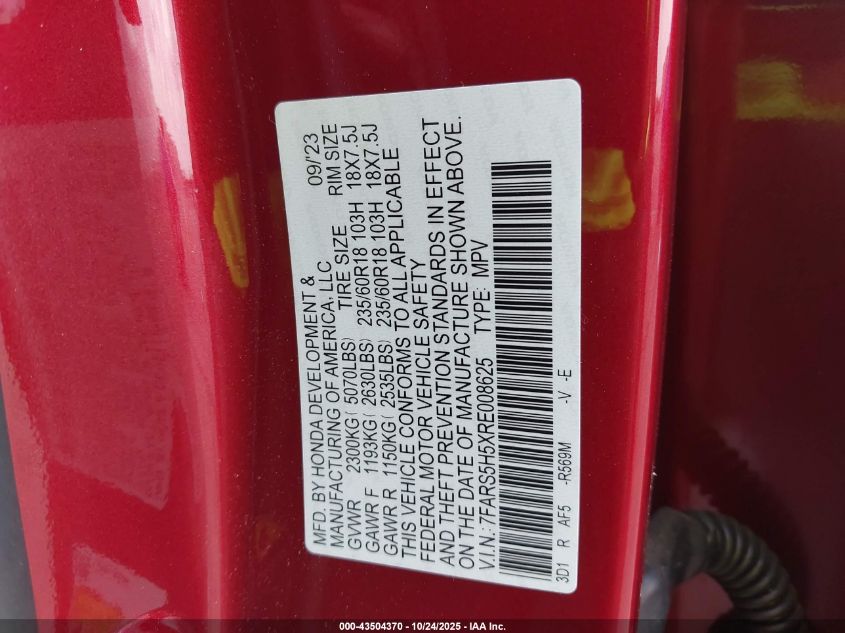 MFD. BY HONDA DEVELOPMENT & 09/'23
MANUFACTURING OF AMERICA, LLC
TIRE SIZE RIM SIZE
GVWR 2300KG( 5070LBS)
GAWR F 1193KG( 2630LBS) 235/60R18 103H 18X7.5J
GAWR R 1150KG( 2535LBS) 235/60R18 103H 18X7.5J
THIS VEHICLE CONFORMS TO ALL APPLICABLE
FEDERAL MOTOR VEHICLE SAFETY
AND THEFT PREVENTION STANDARDS IN EFFECT
ON THE DATE OF MANUFACTURE SHOWN ABOVE.
V.I.N.: 7FARS5H5XRE008625 TYPE: MPV
3D1 R AF5 -R569M -V -E
000-43504370 - 10/24/2025 - IAA Inc.